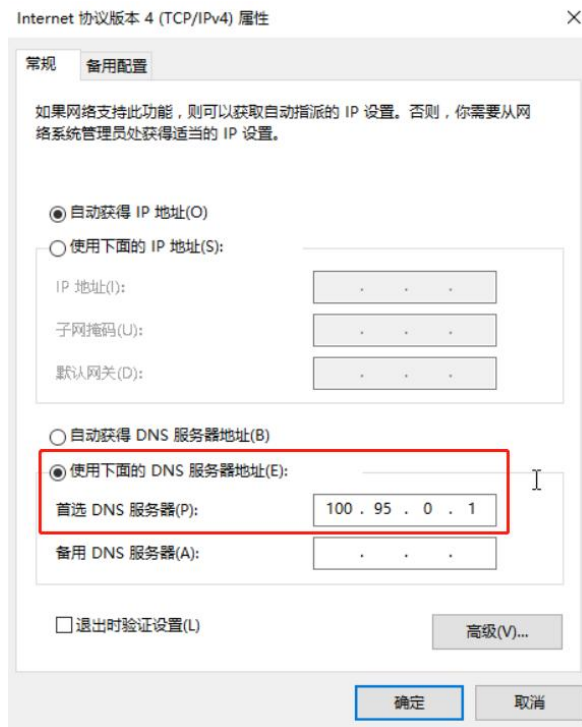 Internet 协议版本 4 (TCP/IPv4) 属性
常规
备用配置
如果网络支持此功能，则可以获取自动指派的 IP 设置。否则，你需要从网
络系统管理员处获得适当的 IP 设置。
自动获得 IP 地址(O)
使用下面的 IP 地址(S):
IP 地址(I):
子网掩码(U):
默认网关(D):
自动获得 DNS 服务器地址(B)
使用下面的 DNS 服务器地址(E):
首选 DNS 服务器(P): 100 . 95 . 0 . 1
备用 DNS 服务器(A):
退出时验证设置(L)
高级(V)...
确定 取消